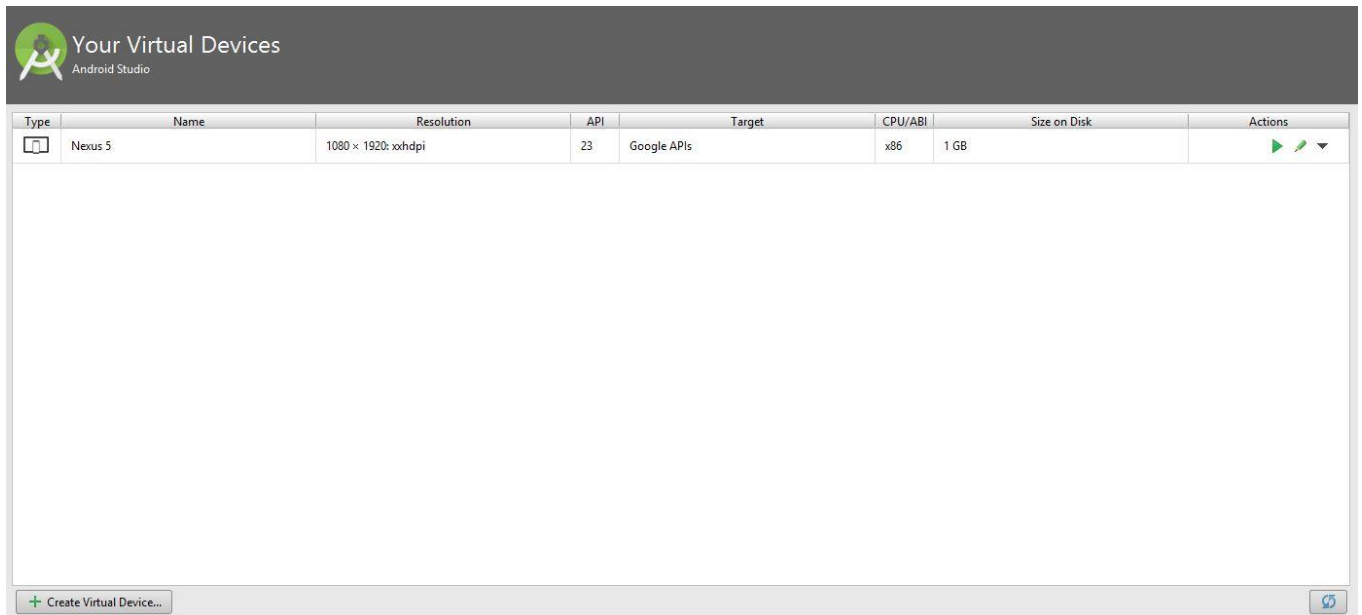 Your Virtual Devices
Android Studio
Type Name Resolution API Target CPU/ABI Size on Disk Actions
Nexus 5 1080 × 1920: xxhdpi 23 Google APIs x86 1 GB
Create Virtual Device...